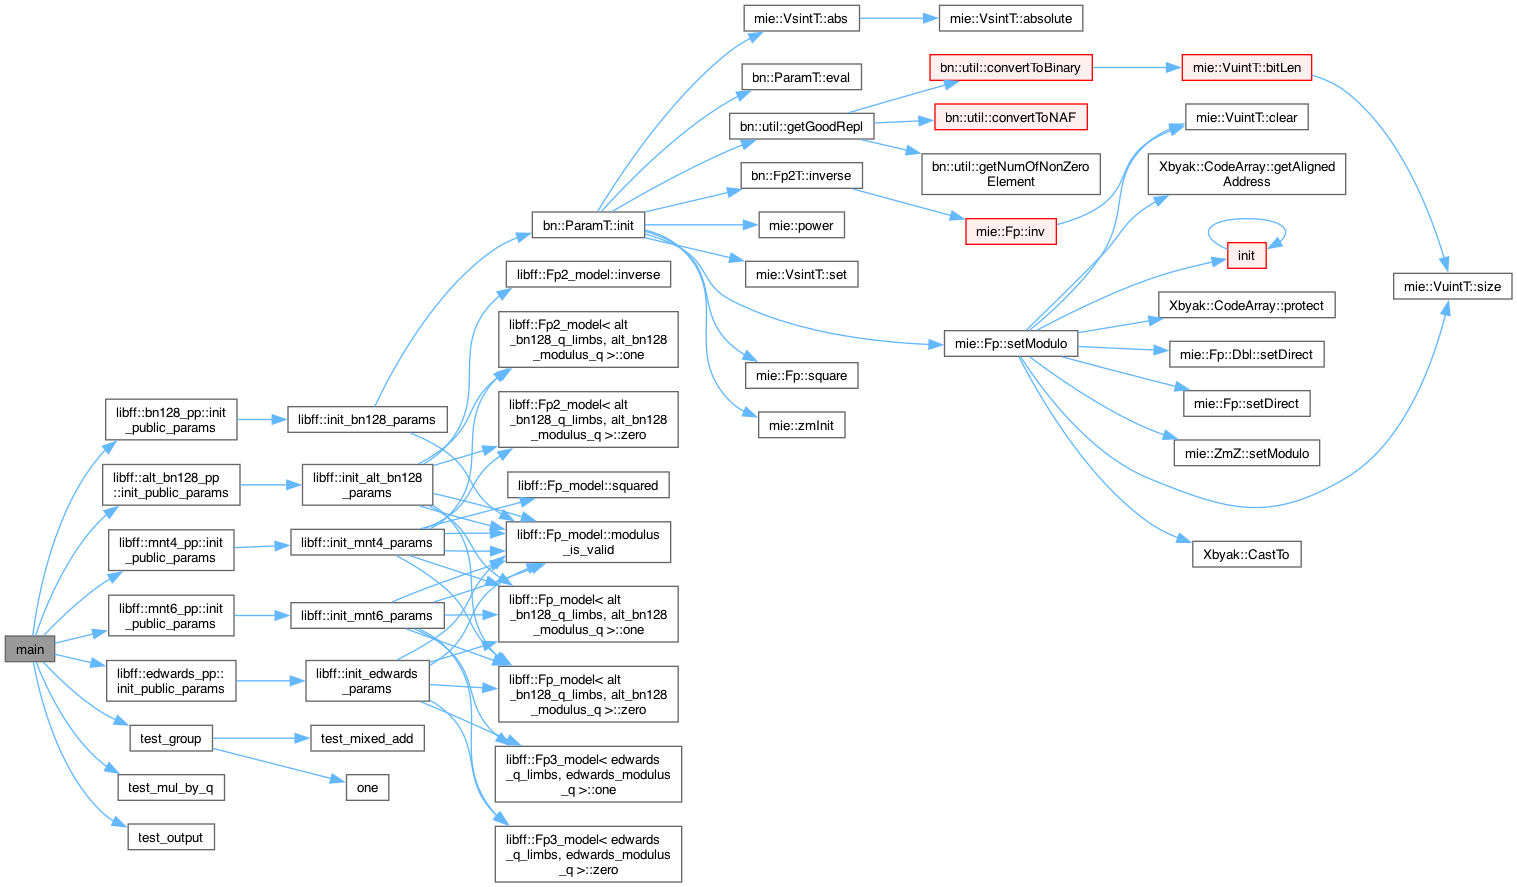 main
libff::bn128_pp::init
_public_params
libff::alt_bn128_pp
::init_public_params
libff::mnt4_pp::init
_public_params
libff::mnt6_pp::init
_public_params
libff::edwards_pp::
init_public_params
test_group
test_mul_by_q
test_output
libff::init_bn128_params
libff::init_alt_bn128
_params
libff::init_mnt4_params
libff::init_mnt6_params
libff::init_edwards
_params
test_mixed_add
one
bn::ParamT::init
libff::Fp2_model::inverse
libff::Fp2_model< alt
_bn128_q_limbs, alt_bn128
_modulus_q >::one
libff::Fp2_model< alt
_bn128_q_limbs, alt_bn128
_modulus_q >::zero
libff::Fp_model::squared
libff::Fp_model::modulus
_is_valid
libff::Fp_model< alt
_bn128_q_limbs, alt_bn128
_modulus_q >::one
libff::Fp_model< alt
_bn128_q_limbs, alt_bn128
_modulus_q >::zero
libff::Fp3_model< edwards
_q_limbs, edwards_modulus
_q >::one
libff::Fp3_model< edwards
_q_limbs, edwards_modulus
_q >::zero
mie::VsintT::abs
bn::ParamT::eval
bn::util::getGoodRepl
bn::Fp2T::inverse
mie::power
mie::VsintT::set
mie::Fp::square
mie::zmInit
mie::VsintT::absolute
bn::util::convertToBinary
bn::util::convertToNAF
bn::util::getNumOfNonZero
Element
mie::Fp::inv
mie::Fp::setModulo
mie::VuintT::bitLen
mie::VuintT::clear
Xbyak::CodeArray::getAligned
Address
init
Xbyak::CodeArray::protect
mie::Fp::Dbl::setDirect
mie::Fp::setDirect
mie::ZmZ::setModulo
Xbyak::CastTo
mie::VuintT::size